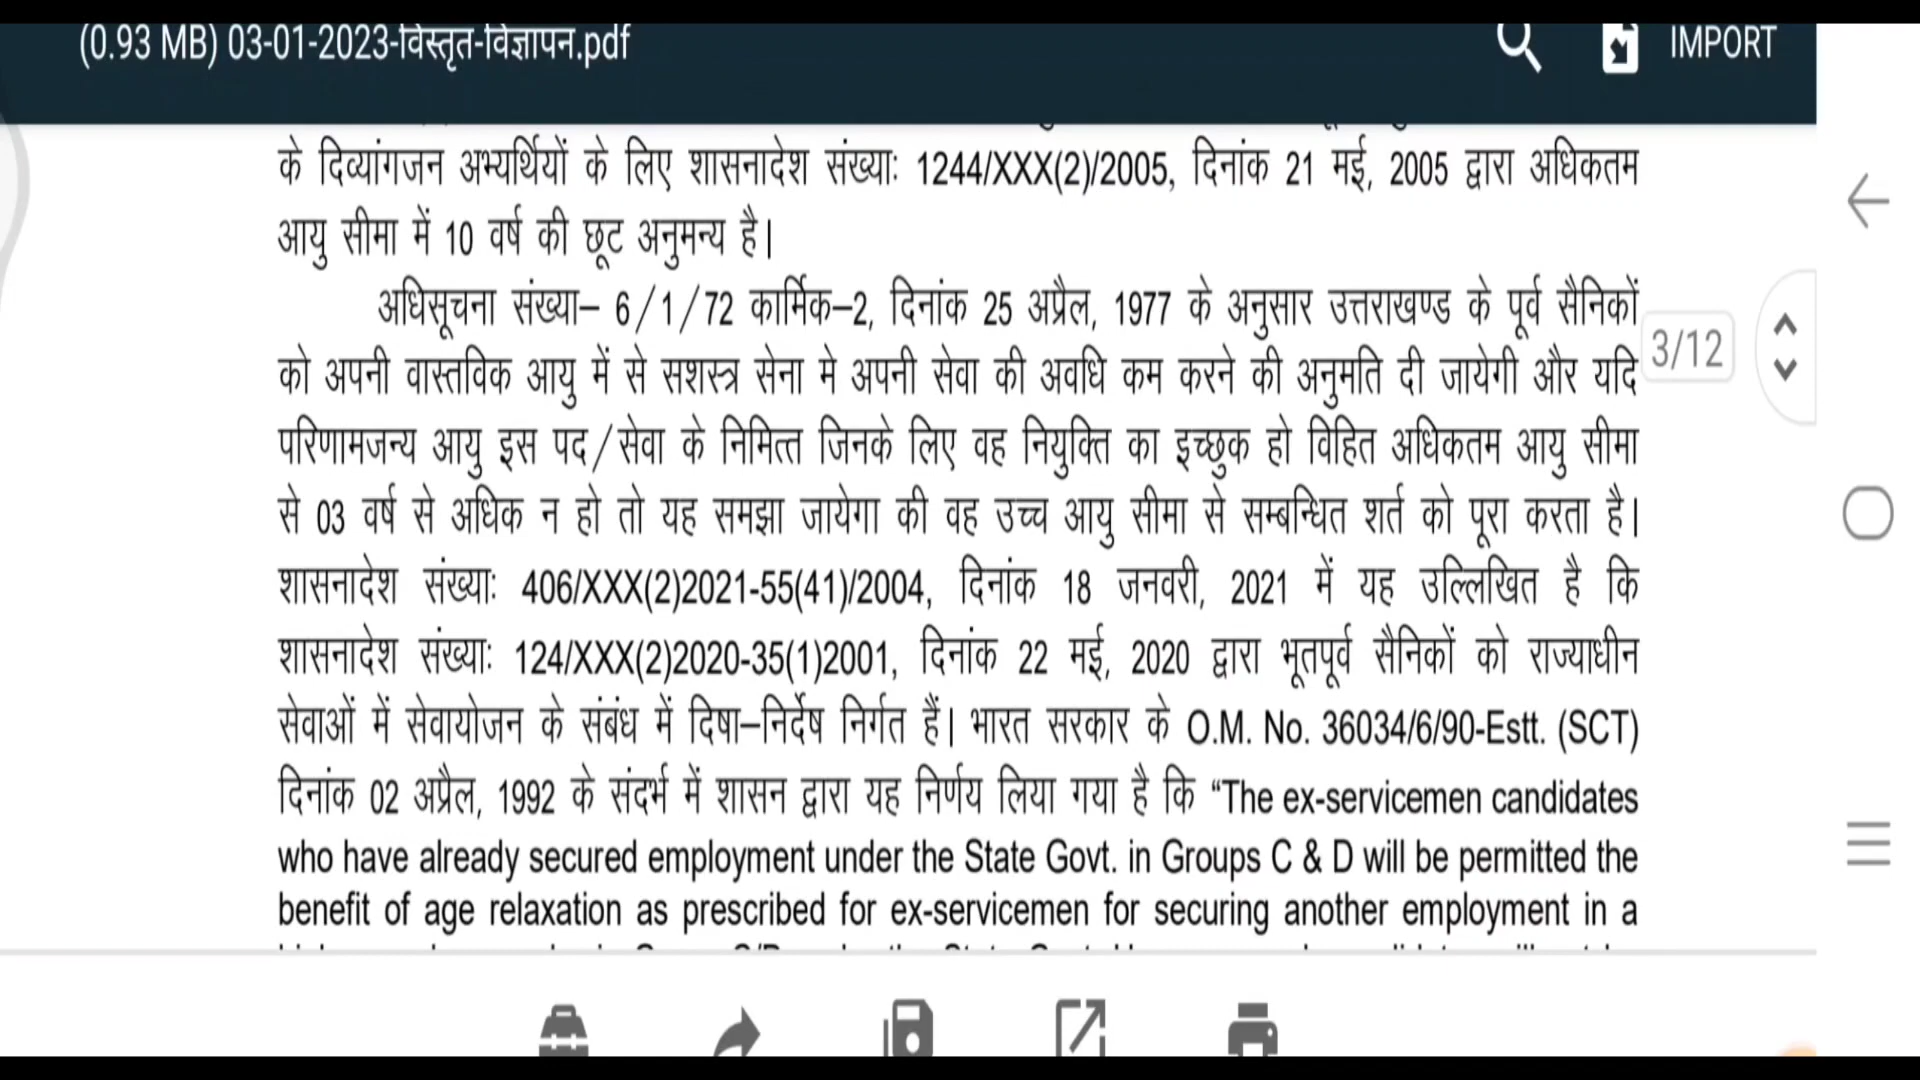 (0.93 MB) 03-01-2023-विस्तृत-विज्ञापन.pdf
IMPORT
के दिव्यांगजन अभ्यर्थियों के लिए शासनादेश संख्याः 1244/XXX(2)/2005, दिनांक 21 मई, 2005 द्वारा अधिकतम
आयु सीमा में 10 वर्ष की छूट अनुमन्य है।
अधिसूचना संख्या– 6/1/72 कार्मिक–2, दिनांक 25 अप्रैल, 1977 के अनुसार उत्तराखण्ड के पूर्व सैनिकों
3/12
को अपनी वास्तविक आयु में से सशस्त्र सेना मे अपनी सेवा की अवधि कम करने की अनुमति दी जायेगी और यदि
परिणामजन्य आयु इस पद/सेवा के निमित्त जिनके लिए वह नियुक्ति का इच्छुक हो विहित अधिकतम आयु सीमा
से 03 वर्ष से अधिक न हो तो यह समझा जायेगा की वह उच्च आयु सीमा से सम्बन्धित शर्त को पूरा करता है।
शासनादेश संख्याः 406/XXX(2)2021-55(41)/2004, दिनांक 18 जनवरी, 2021 में यह उल्लिखित है कि
शासनादेश संख्याः 124/XXX(2)2020-35(1)2001, दिनांक 22 मई, 2020 द्वारा भूतपूर्व सैनिकों को राज्याधीन
सेवाओं में सेवायोजन के संबंध में दिषा–निर्देष निर्गत हैं। भारत सरकार के O.M. No. 36034/6/90-Estt. (SCT)
दिनांक 02 अप्रैल, 1992 के संदर्भ में शासन द्वारा यह निर्णय लिया गया है कि “The ex-servicemen candidates
who have already secured employment under the State Govt. in Groups C & D will be permitted the
benefit of age relaxation as prescribed for ex-servicemen for securing another employment in a